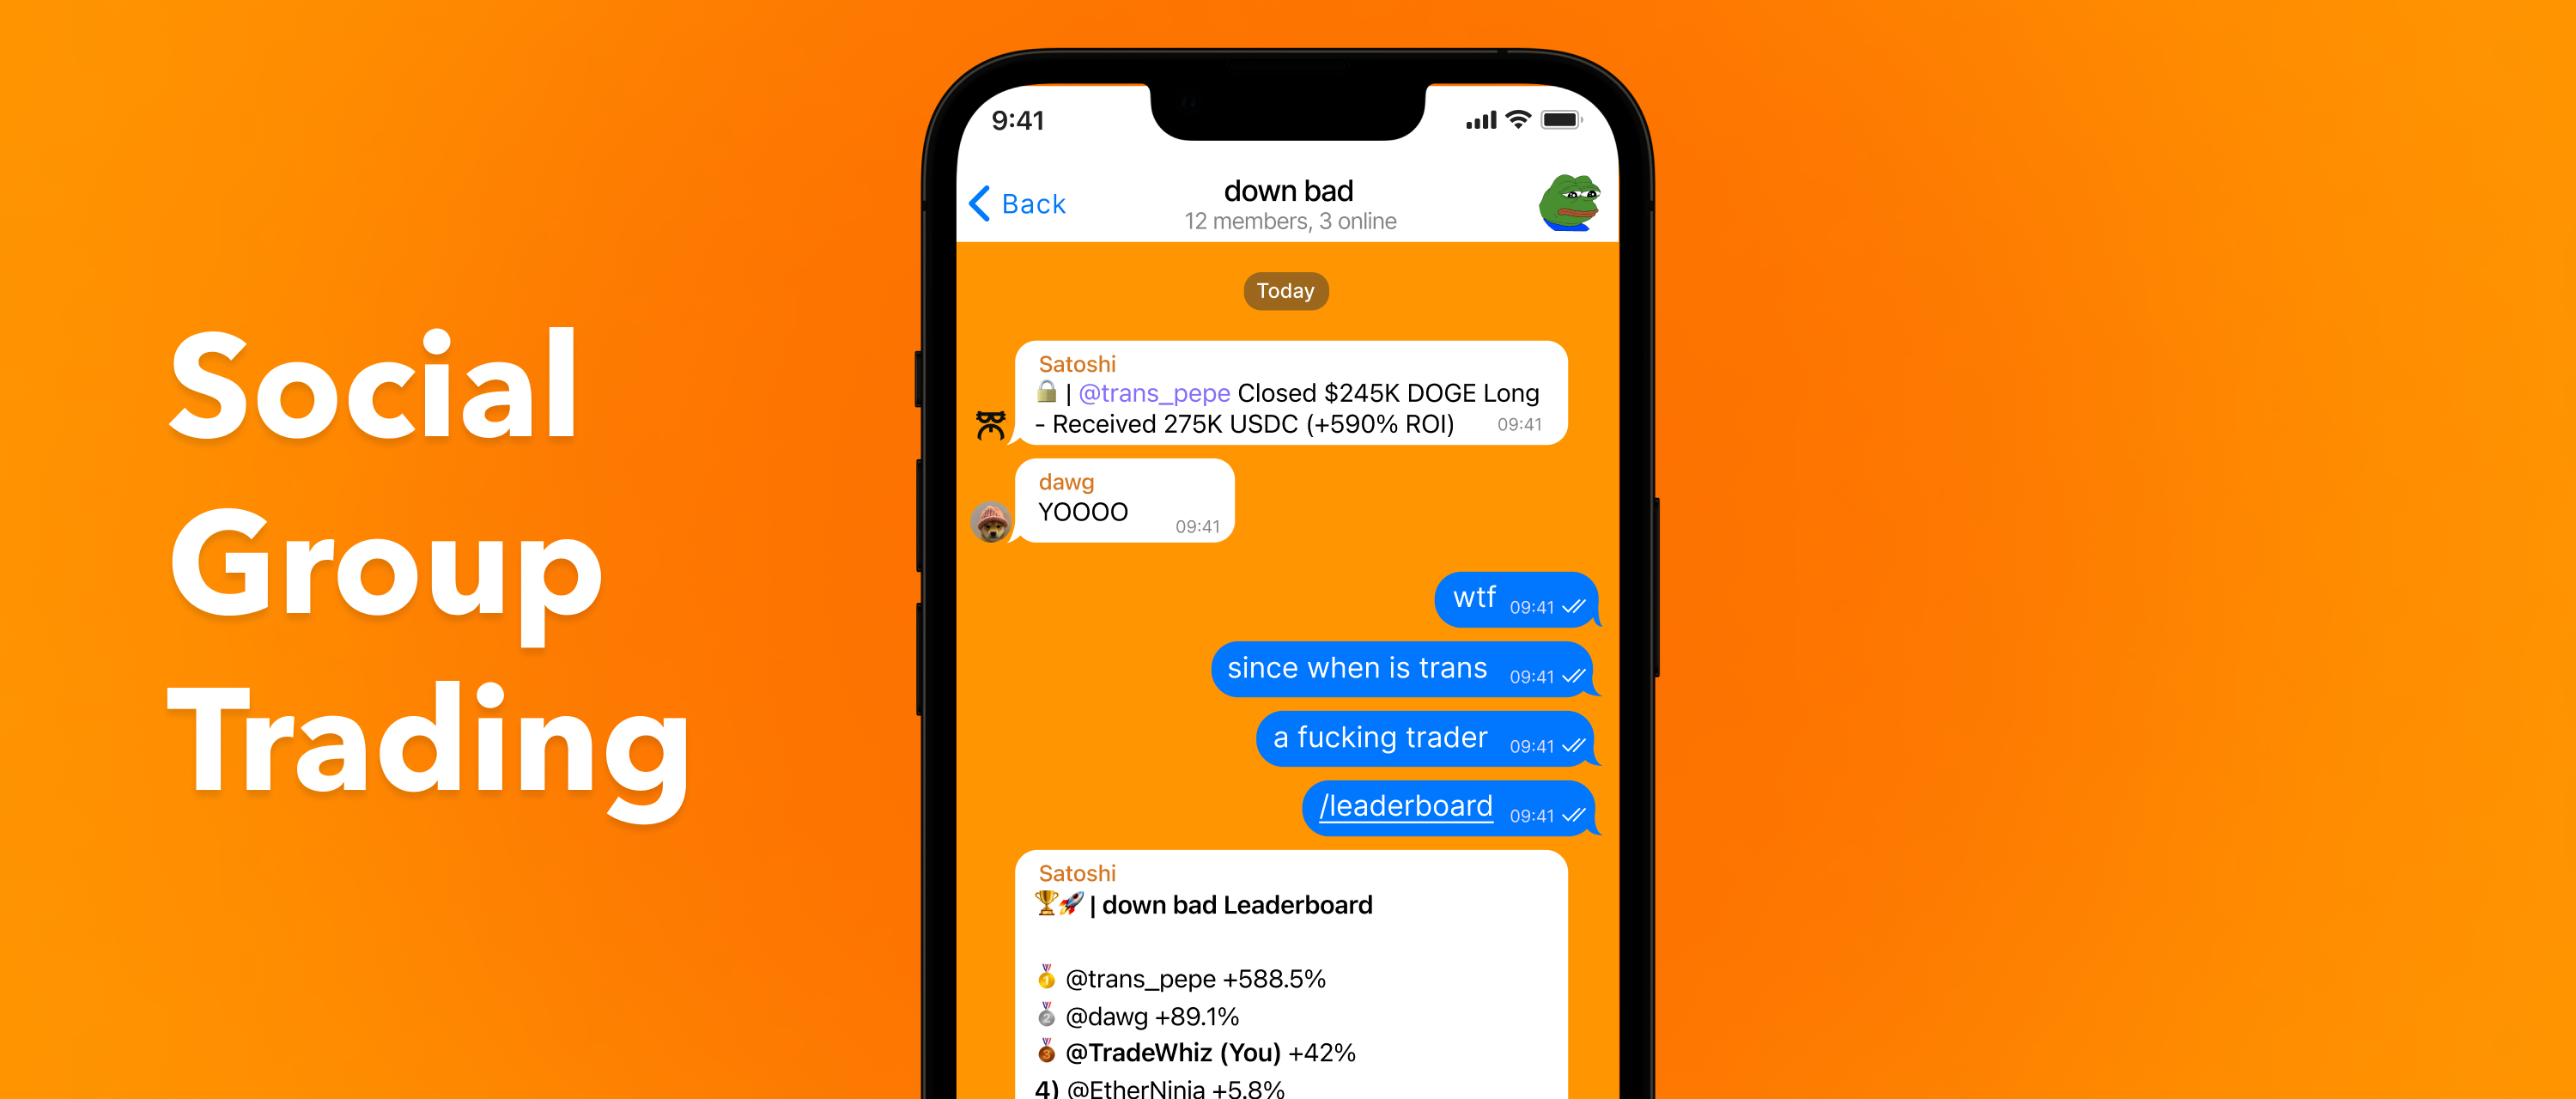 Social
Group
Trading
9:41
Back
down bad
12 members, 3 online
Today
Satoshi
🔒 | @trans_pepe Closed $245K DOGE Long
- Received 275K USDC (+590% ROI) 09:41
dawg
YOOOO 09:41
wtf 09:41
since when is trans 09:41
a fucking trader 09:41
/leaderboard 09:41
Satoshi
🏆🚀 | down bad Leaderboard
🥇 @trans_pepe +588.5%
🥈 @dawg +89.1%
🥉 @TradeWhiz (You) +42%
4) @EtherNinja +5.8%